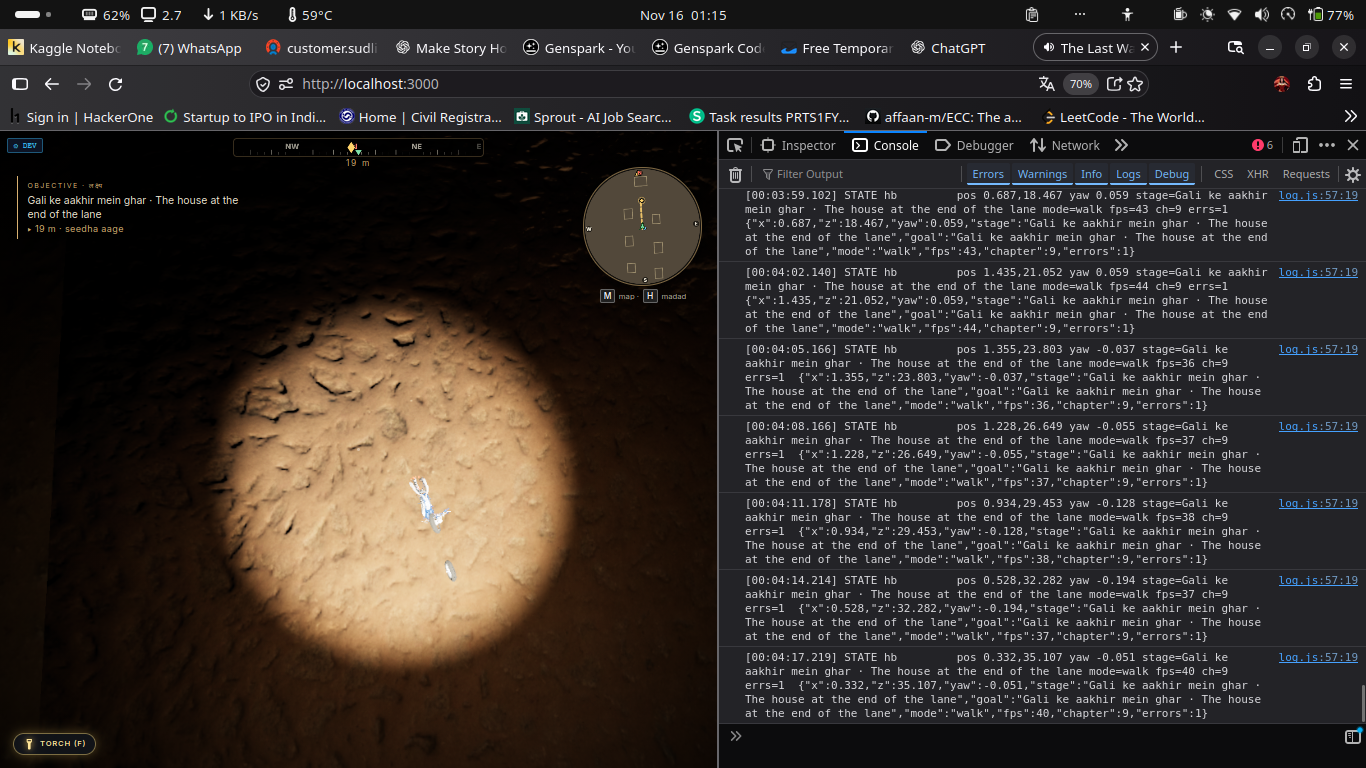 62% 2.7 1 KB/s 59°C Nov 16 01:15 77%
Kaggle Noteb (7) WhatsApp customer.sudli Make Story Ho Genspark - You Genspark Cod Free Temporar ChatGPT The Last Wa
http://localhost:3000 70%
Sign in | HackerOne Startup to IPO in Indi... Home | Civil Registra... Sprout - AI Job Searc... Task results PRTS1FY... affaan-m/ECC: The a... LeetCode - The World...
DEV
NW NE E
19 m
OBJECTIVE
Gali ke aakhir mein ghar · The house at the
end of the lane
▸ 19 m · seedha aage
W E S
M map · H madad
TORCH (F)
Inspector Console Debugger Network 6
Filter Output Errors Warnings Info Logs Debug CSS XHR Requests
[00:03:59.102] STATE hb pos 0.687,18.467 yaw 0.059 stage=Gali ke aakhir log.js:57:19
mein ghar · The house at the end of the lane mode=walk fps=43 ch=9 errs=1
{"x":0.687,"z":18.467,"yaw":0.059,"stage":"Gali ke aakhir mein ghar · The house
at the end of the lane","goal":"Gali ke aakhir mein ghar · The house at the end
of the lane","mode":"walk","fps":43,"chapter":9,"errors":1}
[00:04:02.140] STATE hb pos 1.435,21.052 yaw 0.059 stage=Gali ke aakhir log.js:57:19
mein ghar · The house at the end of the lane mode=walk fps=44 ch=9 errs=1
{"x":1.435,"z":21.052,"yaw":0.059,"stage":"Gali ke aakhir mein ghar · The house
at the end of the lane","goal":"Gali ke aakhir mein ghar · The house at the end
of the lane","mode":"walk","fps":44,"chapter":9,"errors":1}
[00:04:05.166] STATE hb pos 1.355,23.803 yaw -0.037 stage=Gali ke log.js:57:19
aakhir mein ghar · The house at the end of the lane mode=walk fps=36 ch=9
errs=1 {"x":1.355,"z":23.803,"yaw":-0.037,"stage":"Gali ke aakhir mein ghar ·
The house at the end of the lane","goal":"Gali ke aakhir mein ghar · The house
at the end of the lane","mode":"walk","fps":36,"chapter":9,"errors":1}
[00:04:08.166] STATE hb pos 1.228,26.649 yaw -0.055 stage=Gali ke log.js:57:19
aakhir mein ghar · The house at the end of the lane mode=walk fps=37 ch=9
errs=1 {"x":1.228,"z":26.649,"yaw":-0.055,"stage":"Gali ke aakhir mein ghar ·
The house at the end of the lane","goal":"Gali ke aakhir mein ghar · The house
at the end of the lane","mode":"walk","fps":37,"chapter":9,"errors":1}
[00:04:11.178] STATE hb pos 0.934,29.453 yaw -0.128 stage=Gali ke log.js:57:19
aakhir mein ghar · The house at the end of the lane mode=walk fps=38 ch=9
errs=1 {"x":0.934,"z":29.453,"yaw":-0.128,"stage":"Gali ke aakhir mein ghar ·
The house at the end of the lane","goal":"Gali ke aakhir mein ghar · The house
at the end of the lane","mode":"walk","fps":38,"chapter":9,"errors":1}
[00:04:14.214] STATE hb pos 0.528,32.282 yaw -0.194 stage=Gali ke log.js:57:19
aakhir mein ghar · The house at the end of the lane mode=walk fps=37 ch=9
errs=1 {"x":0.528,"z":32.282,"yaw":-0.194,"stage":"Gali ke aakhir mein ghar ·
The house at the end of the lane","goal":"Gali ke aakhir mein ghar · The house
at the end of the lane","mode":"walk","fps":37,"chapter":9,"errors":1}
[00:04:17.219] STATE hb pos 0.332,35.107 yaw -0.051 stage=Gali ke log.js:57:19
aakhir mein ghar · The house at the end of the lane mode=walk fps=40 ch=9
errs=1 {"x":0.332,"z":35.107,"yaw":-0.051,"stage":"Gali ke aakhir mein ghar ·
The house at the end of the lane","goal":"Gali ke aakhir mein ghar · The house
at the end of the lane","mode":"walk","fps":40,"chapter":9,"errors":1}